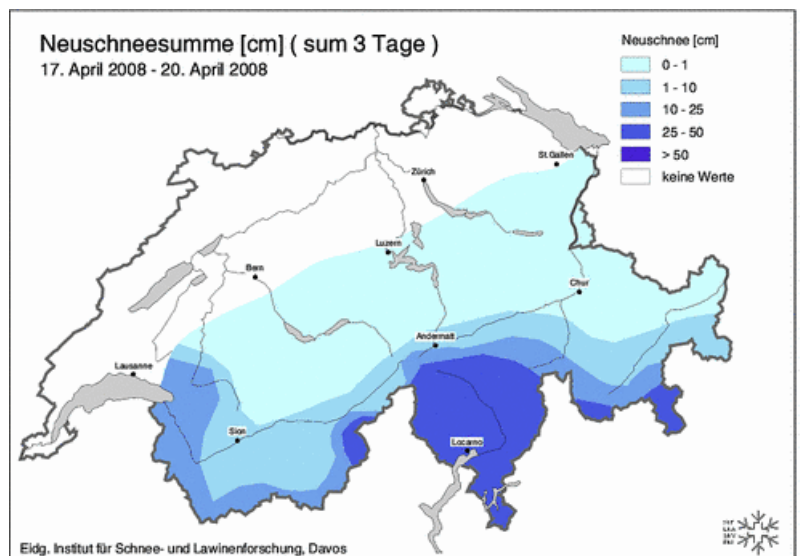 Neuschneesumme [cm] ( sum 3 Tage )
17. April 2008 - 20. April 2008
Neuschnee [cm]
0 - 1
1 - 10
10 - 25
25 - 50
> 50
keine Werte
St.Gallen
Zürich
Luzern
Bern
Chur
Andermatt
Lausanne
Sion
Locarno
Eidg. Institut für Schnee- und Lawinenforschung, Davos